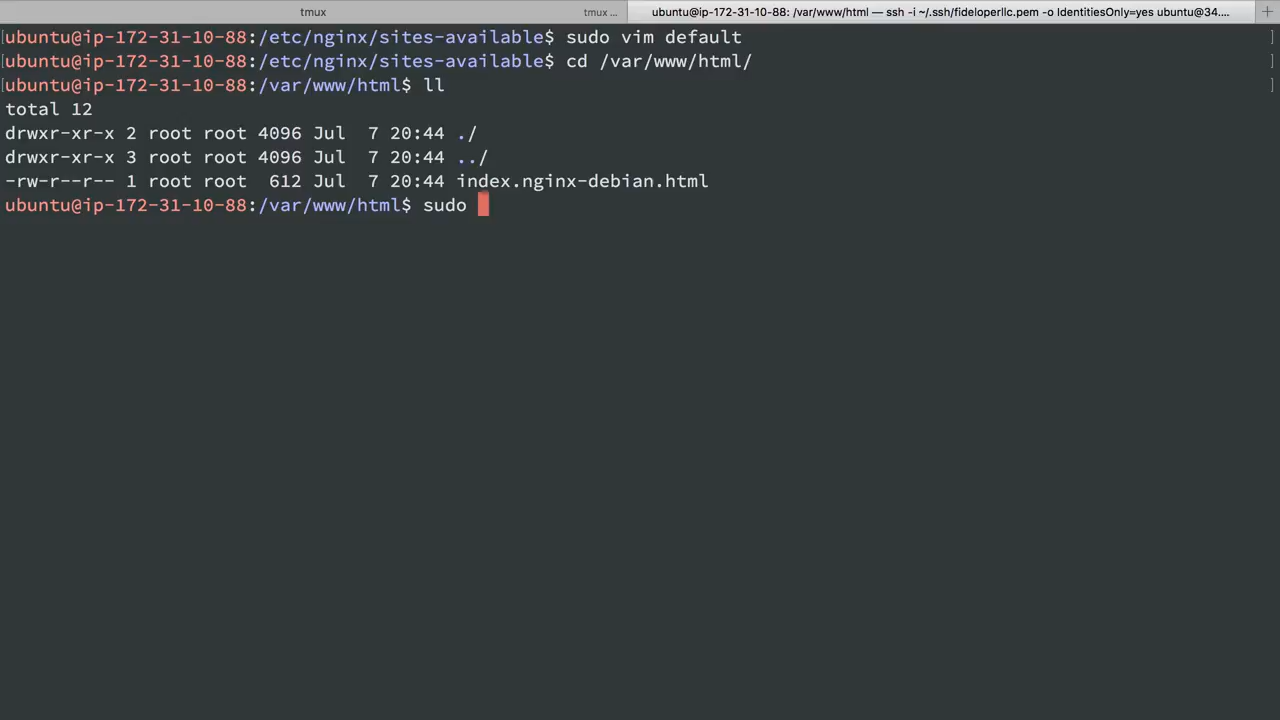 tmux
tmux ...
ubuntu@ip-172-31-10-88: /var/www/html — ssh -i ~/.ssh/fideloperllc.pem -o IdentitiesOnly=yes ubuntu@34....
ubuntu@ip-172-31-10-88:/etc/nginx/sites-available$ sudo vim default
ubuntu@ip-172-31-10-88:/etc/nginx/sites-available$ cd /var/www/html/
ubuntu@ip-172-31-10-88:/var/www/html$ ll
total 12
drwxr-xr-x 2 root root 4096 Jul  7 20:44 ./
drwxr-xr-x 3 root root 4096 Jul  7 20:44 ../
-rw-r--r-- 1 root root  612 Jul  7 20:44 index.nginx-debian.html
ubuntu@ip-172-31-10-88:/var/www/html$ sudo